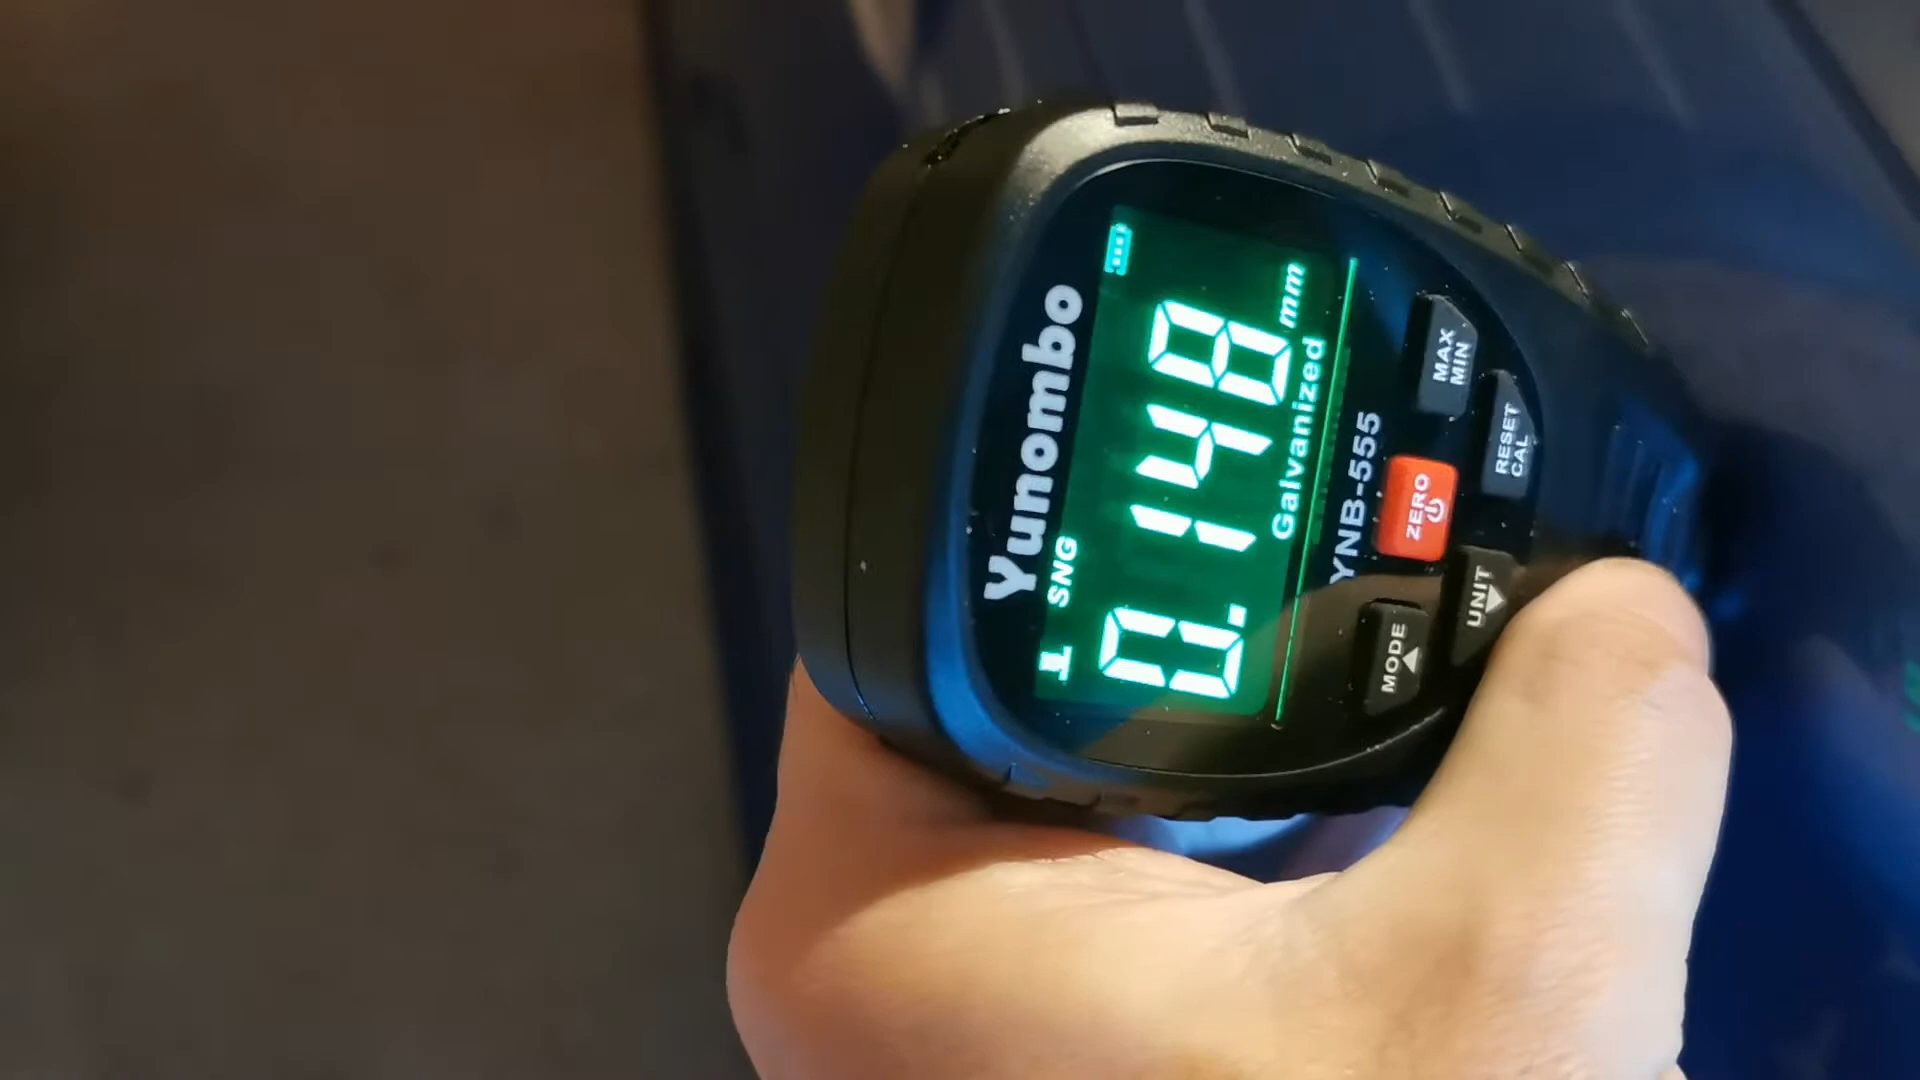 Yunombo
SNG
0.148
mm
Galvanized
YNB-555
MAX
MIN
RESET
CAL
ZERO
UNIT
MODE